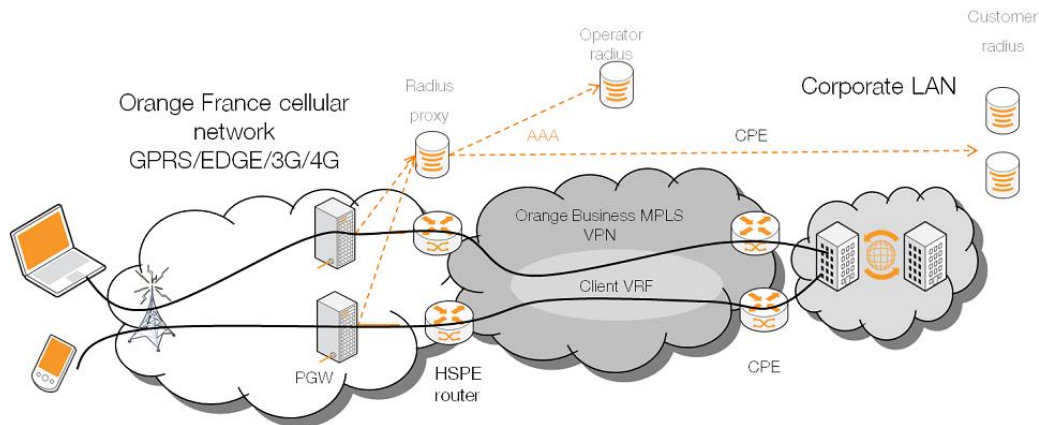 Customer
radius
Operator
radius
Radius
proxy
Corporate LAN
Orange France cellular
network
GPRS/EDGE/3G/4G
AAA
CPE
Orange Business MPLS
VPN
Client VRF
PGW
HSPE
router
CPE